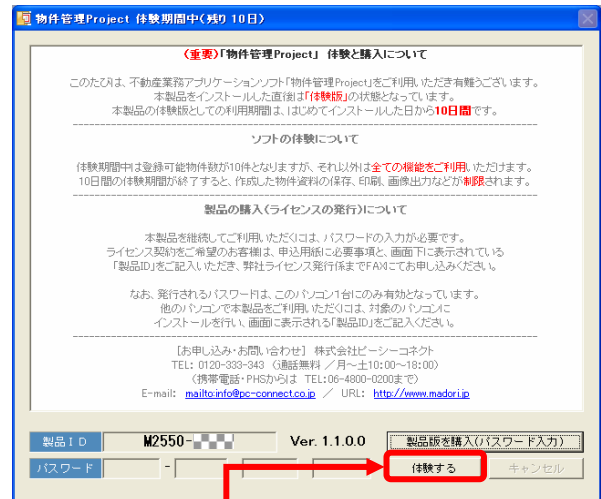 物件管理Project 体験期間中(残り 10日)
(重要)「物件管理Project」 体験と購入について
このたびは、不動産業務アプリケーションソフト「物件管理Project」をご利用いただき有難うございます。
本製品をインストールした直後は「体験版」の状態となっています。
本製品の体験版としての利用期間は、はじめてインストールした日から10日間です。
ソフトの体験について
体験期間中は登録可能物件数が10件となりますが、それ以外は全ての機能をご利用いただけます。
10日間の体験期間が終了すると、作成した物件資料の保存、印刷、画像出力などが制限されます。
製品の購入(ライセンスの発行)について
本製品を継続してご利用いただくには、パスワードの入力が必要です。
ライセンス契約をご希望のお客様は、申込用紙に必要事項と、画面下に表示されている
「製品ID」をご記入いただき、弊社ライセンス発行係までFAXにてお申し込みください。
なお、発行されるパスワードは、このパソコン1台にのみ有効となっています。
他のパソコンで本製品をご利用いただくには、対象のパソコンに
インストールを行い、画面に表示される「製品ID」をご記入ください。
[お申し込み・お問い合わせ] 株式会社ピーシーコネクト
TEL: 0120-333-343 (通話無料 /月~土10:00~18:00)
(携帯電話・PHSからは TEL:06-4800-0200まで)
E-mail: mailto:info@pc-connect.co.jp / URL: http://www.madori.jp
製品ID M2550- Ver. 1.1.0.0 製品版を購入(パスワード入力)
パスワード - 体験する キャンセル